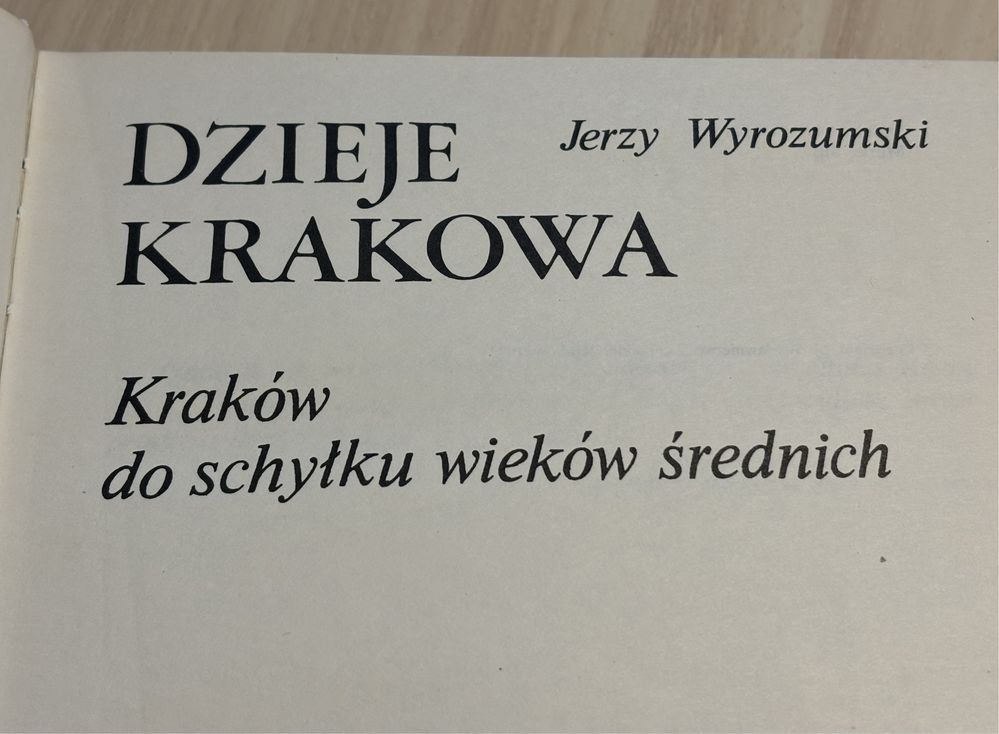 DZIEJE
KRAKOWA
Jerzy Wyrozumski
Kraków
do schyłku wieków średnich